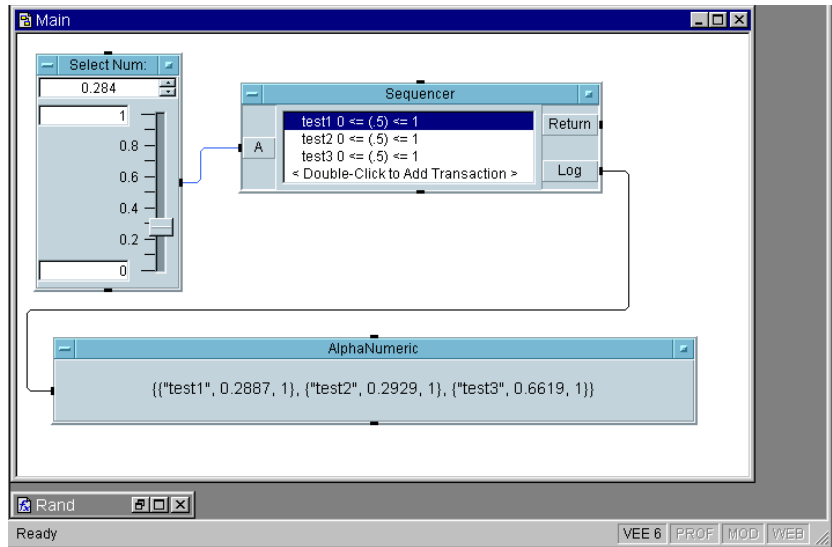 Main
Select Num:
0.284
1
0.8
0.6
0.4
0.2
0
Sequencer
A
test1 0 <= (.5) <= 1
test2 0 <= (.5) <= 1
test3 0 <= (.5) <= 1
< Double-Click to Add Transaction >
Return
Log
AlphaNumeric
{{"test1", 0.2887, 1}, {"test2", 0.2929, 1}, {"test3", 0.6619, 1}}
Rand
Ready
VEE 6 PROF MOD WEB